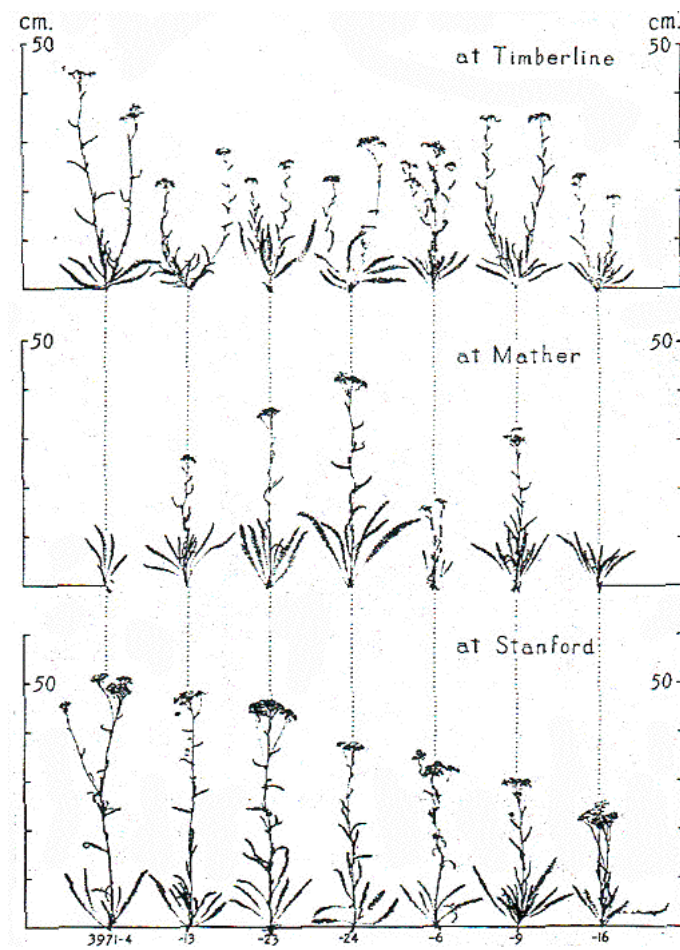 cm. cm.
50 at Timberline 50
50 at Mather 50
at Stanford
50 50
3971-4 -13 -23 -24 -6 -9 -16